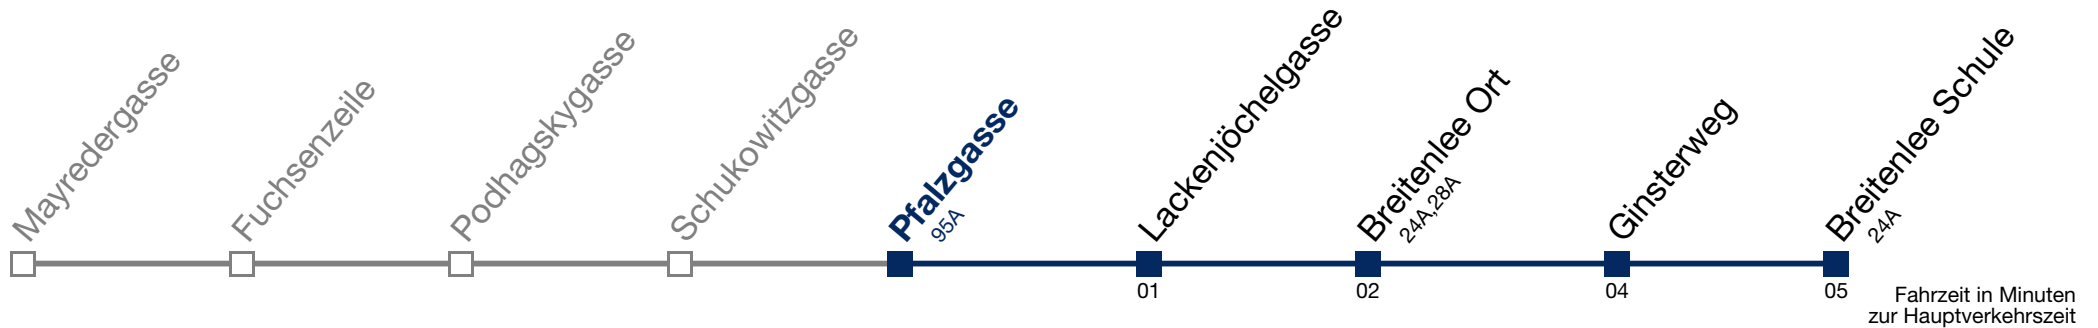 Mayredergasse
Fuchsenzeile
Podhagskygasse
Schukowitzgasse
Pfalzgasse
95A
Lackenjöchelgasse
01
Breitenlee Ort
24A,28A
02
Ginsterweg
04
Breitenlee Schule
24A
05
Fahrzeit in Minuten
zur Hauptverkehrszeit